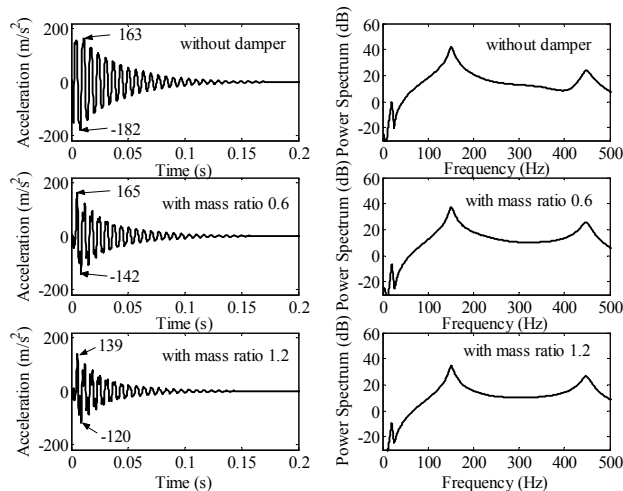 Acceleration (m/s²)
200
0
-200
163
-182
without damper
0 0.05 0.1 0.15 0.2
Time (s)
Power Spectrum (dB)
60
40
20
0
-20
without damper
0 100 200 300 400 500
Frequency (Hz)
Acceleration (m/s²)
200
0
-200
165
-142
with mass ratio 0.6
0 0.05 0.1 0.15 0.2
Time (s)
Power Spectrum (dB)
60
40
20
0
-20
with mass ratio 0.6
0 100 200 300 400 500
Frequency (Hz)
Acceleration (m/s²)
200
0
-200
139
-120
with mass ratio 1.2
0 0.05 0.1 0.15 0.2
Time (s)
Power Spectrum (dB)
60
40
20
0
-20
with mass ratio 1.2
0 100 200 300 400 500
Frequency (Hz)